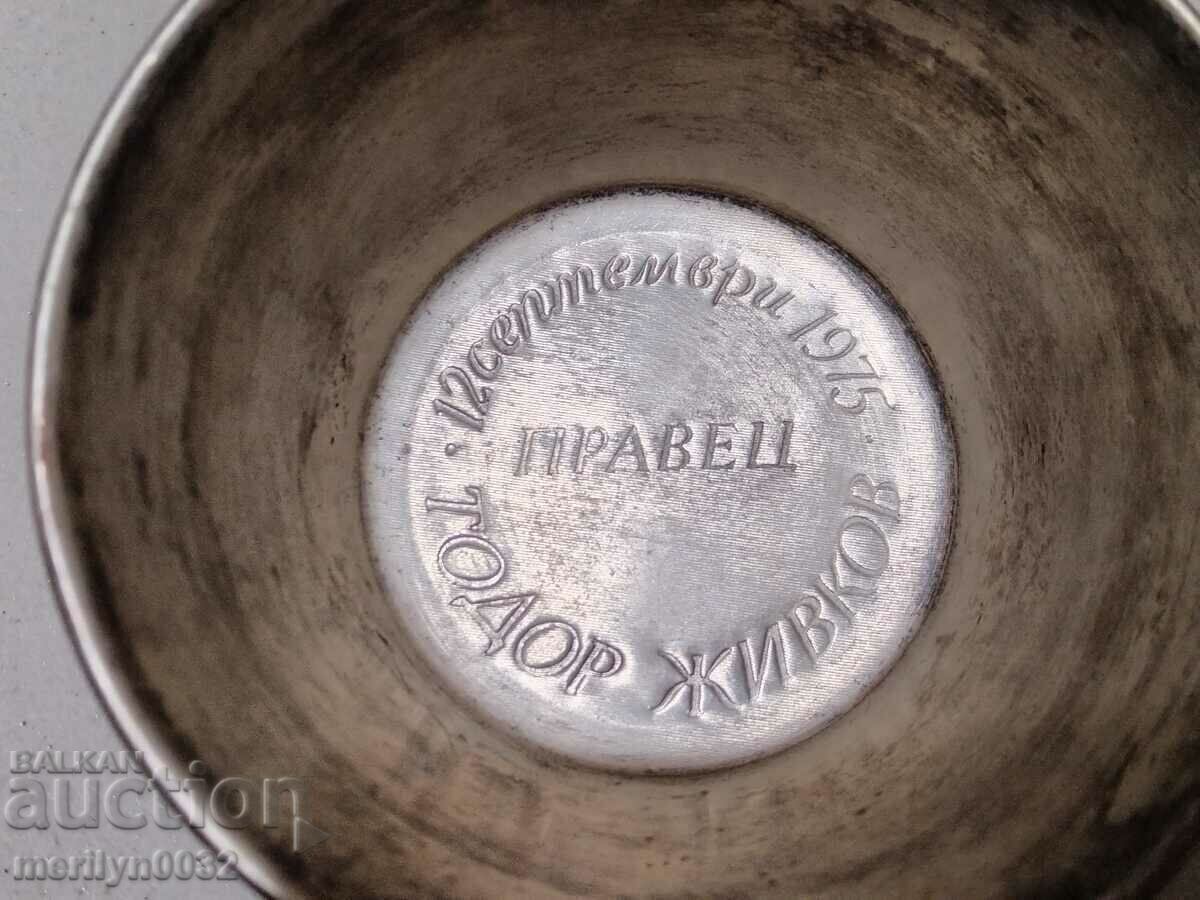 · 12 септември 1975
ПРАВЕЦ
ТОДОР ЖИВКОВ
BALKAN
auction
merilyn0032